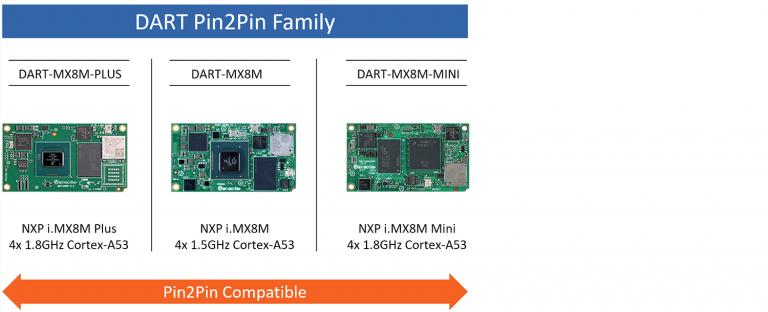 DART Pin2Pin Family
DART-MX8M-PLUS
DART-MX8M
DART-MX8M-MINI
NXP i.MX8M Plus
4x 1.8GHz Cortex-A53
NXP i.MX8M
4x 1.5GHz Cortex-A53
NXP i.MX8M Mini
4x 1.8GHz Cortex-A53
Pin2Pin Compatible